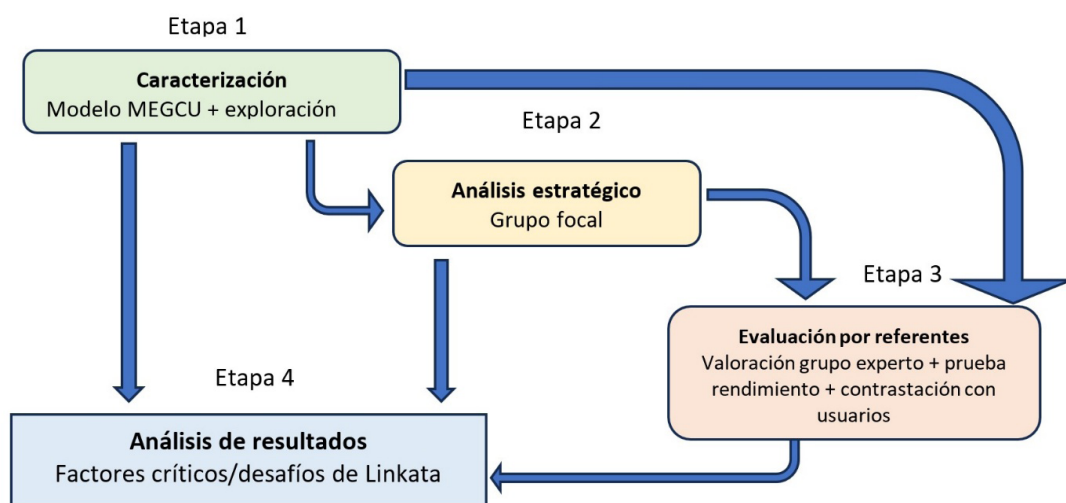 Etapa 1
Caracterización
Modelo MEGCU + exploración
Etapa 2
Análisis estratégico
Grupo focal
Etapa 3
Evaluación por referentes
Valoración grupo experto + prueba
rendimiento + contrastación con
usuarios
Etapa 4
Análisis de resultados
Factores críticos/desafíos de Linkata